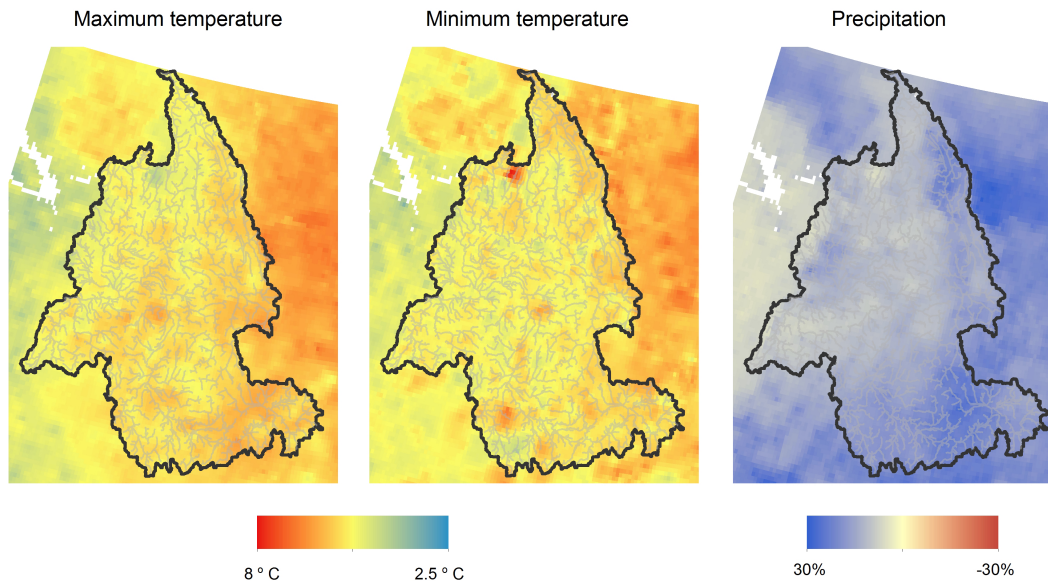 Maximum temperature
Minimum temperature
Precipitation
8 º C
2.5 º C
30%
-30%